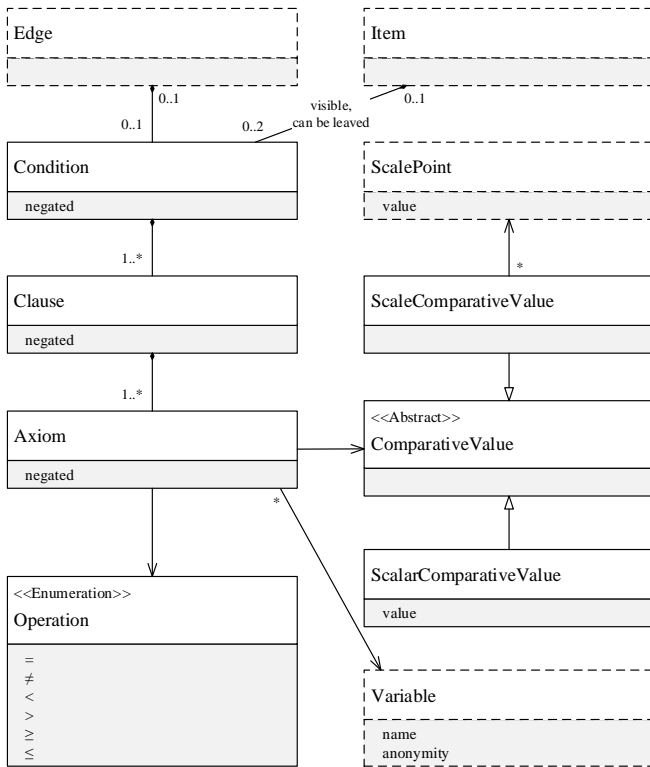 Edge
Item
0..1
visible,
can be leaved
0..1
0..1
0..2
Condition
negated
ScalePoint
value
1..*
*
Clause
negated
ScaleComparativeValue
1..*
Axiom
negated
<<Abstract>>
ComparativeValue
*
<<Enumeration>>
Operation
=
≠
<
>
≥
≤
ScalarComparativeValue
value
Variable
name
anonymity